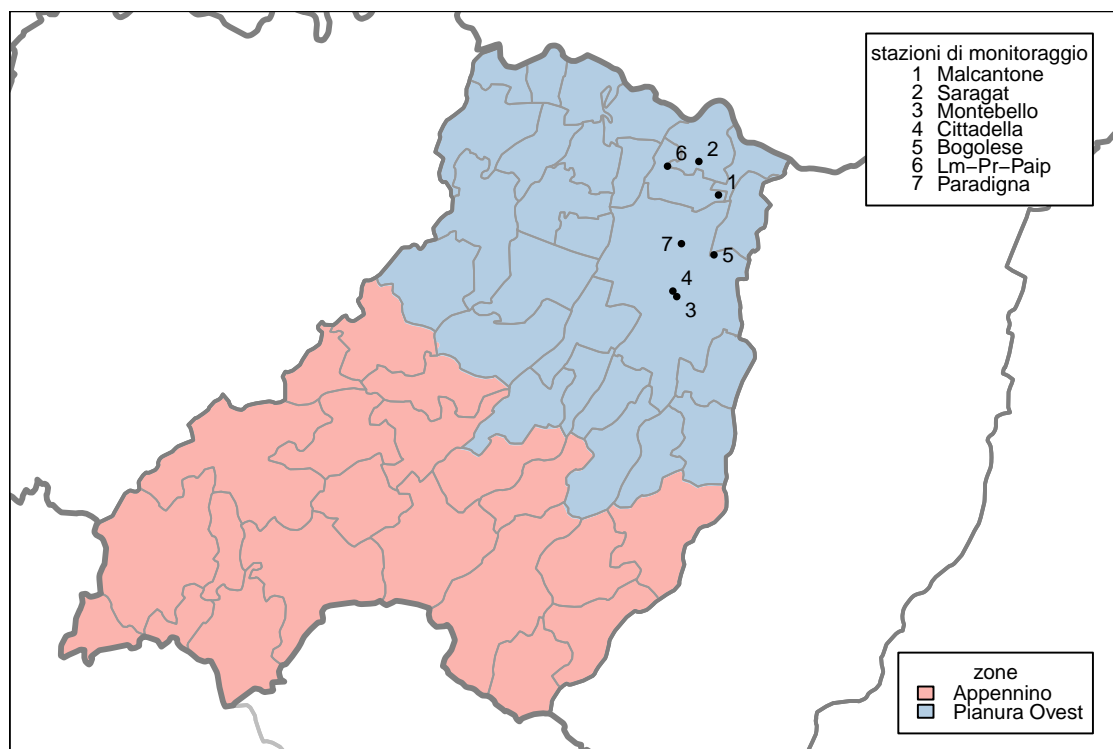 stazioni di monitoraggio
1 Malcantone
2 Saragat
3 Montebello
4 Cittadella
5 Bogolese
6 Lm−Pr−Paip
7 Paradigna
6
2
1
7
5
4
3
zone
Appennino
Pianura Ovest